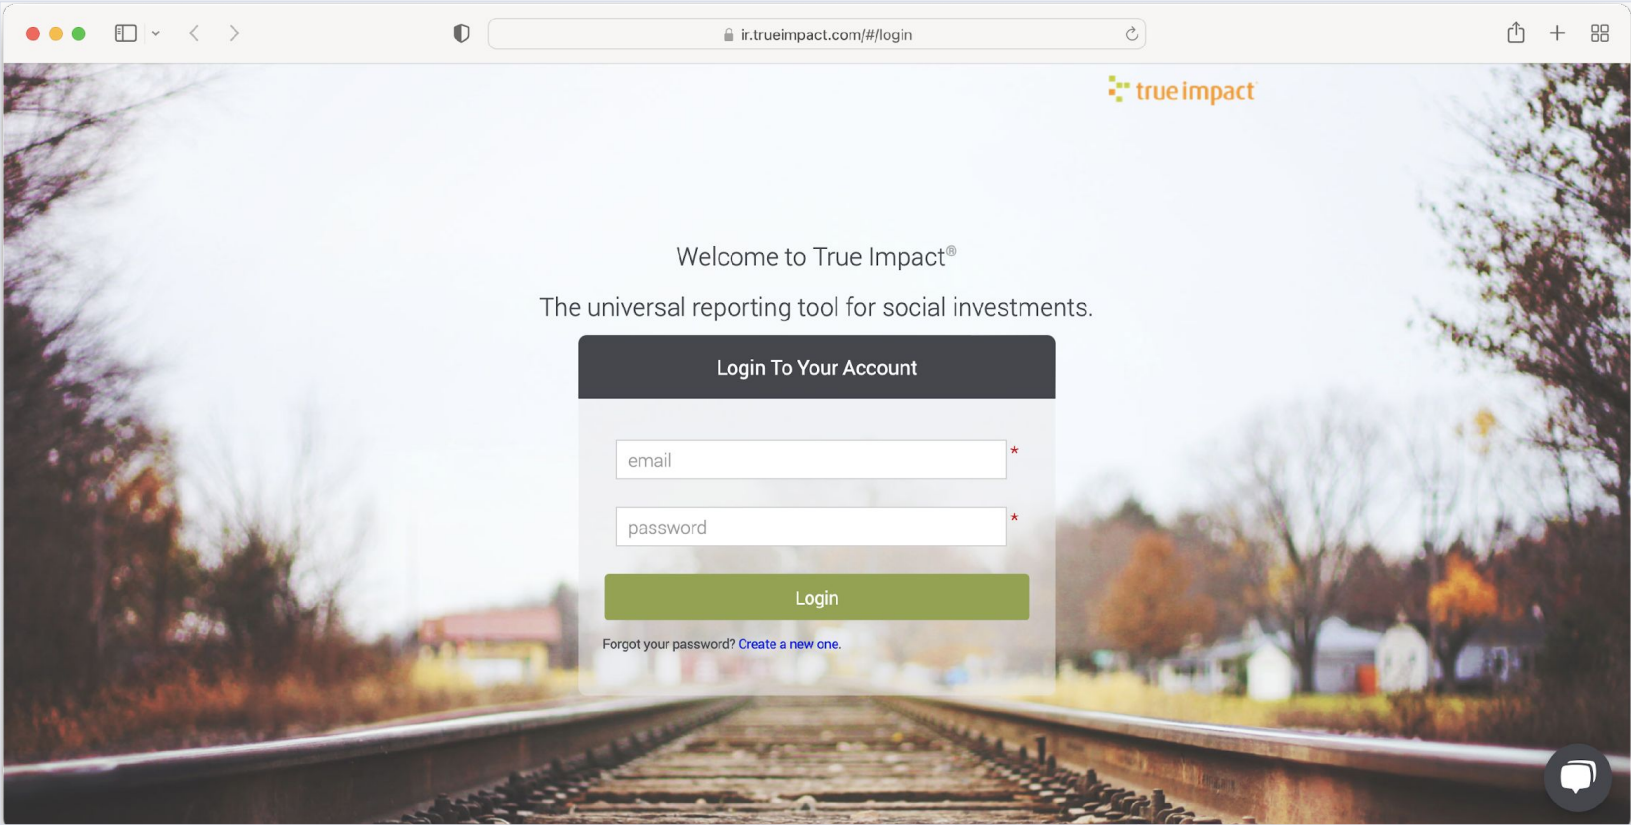 ir.trueimpact.com/#/login
true impact
Welcome to True Impact®
The universal reporting tool for social investments.
Login To Your Account
email *
password *
Login
Forgot your password? Create a new one.